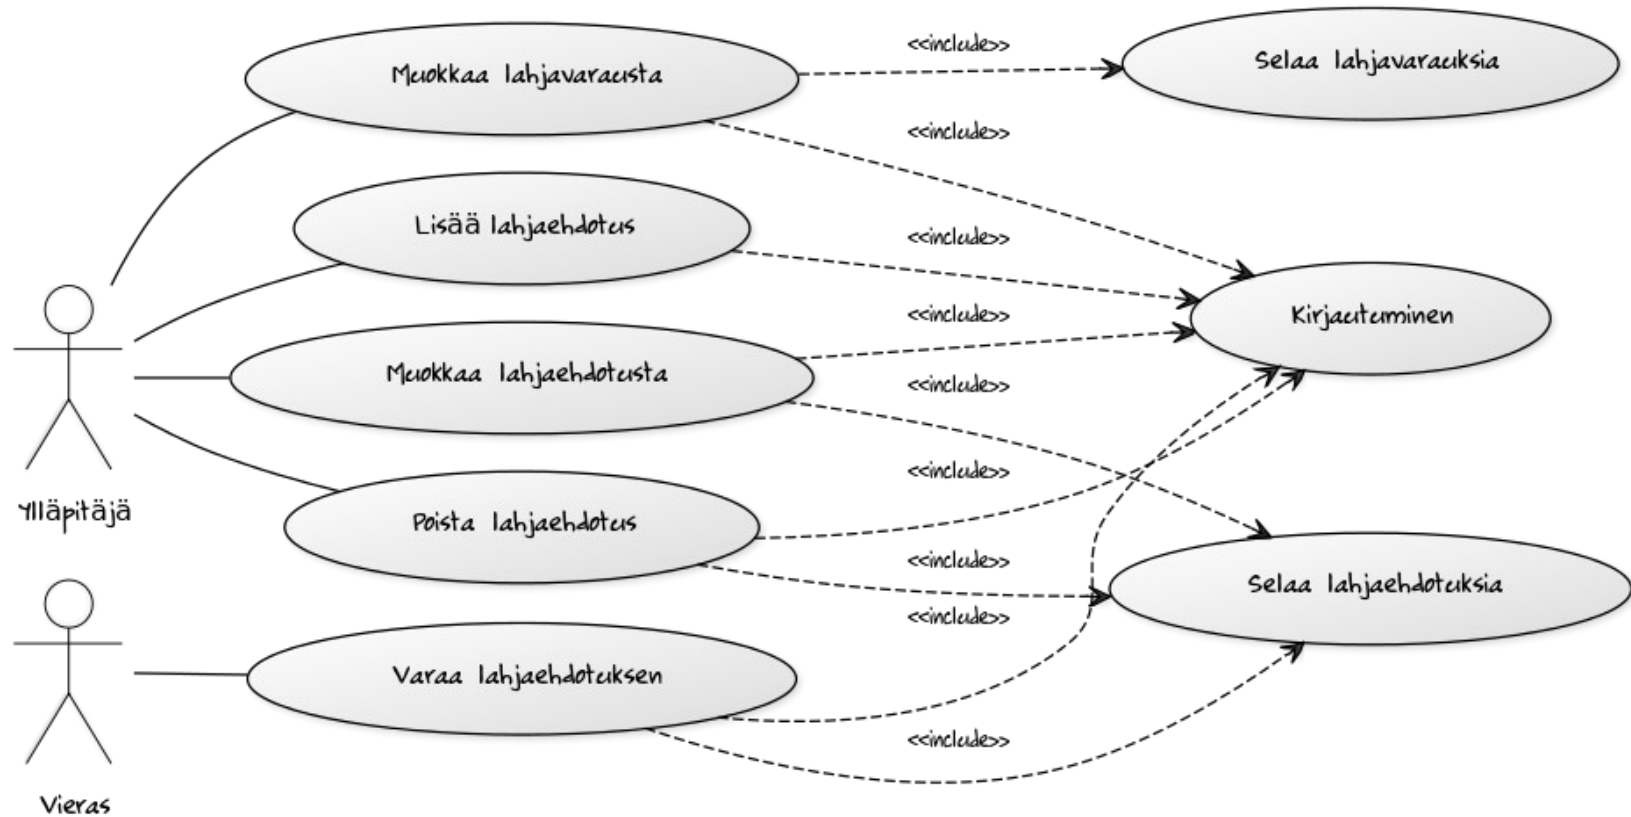 Muokkaa lahjavarausta
<<include>>
Selaa lahjavarauksia
<<include>>
Lisää lahjaehdotus
<<include>>
Kirjautuminen
<<include>>
Muokkaa lahjaehdotusta
<<include>>
<<include>>
Ylläpitäjä
Poista lahjaehdotus
<<include>>
Selaa lahjaehdotuksia
<<include>>
Varaa lahjaehdotuksen
<<include>>
Vieras